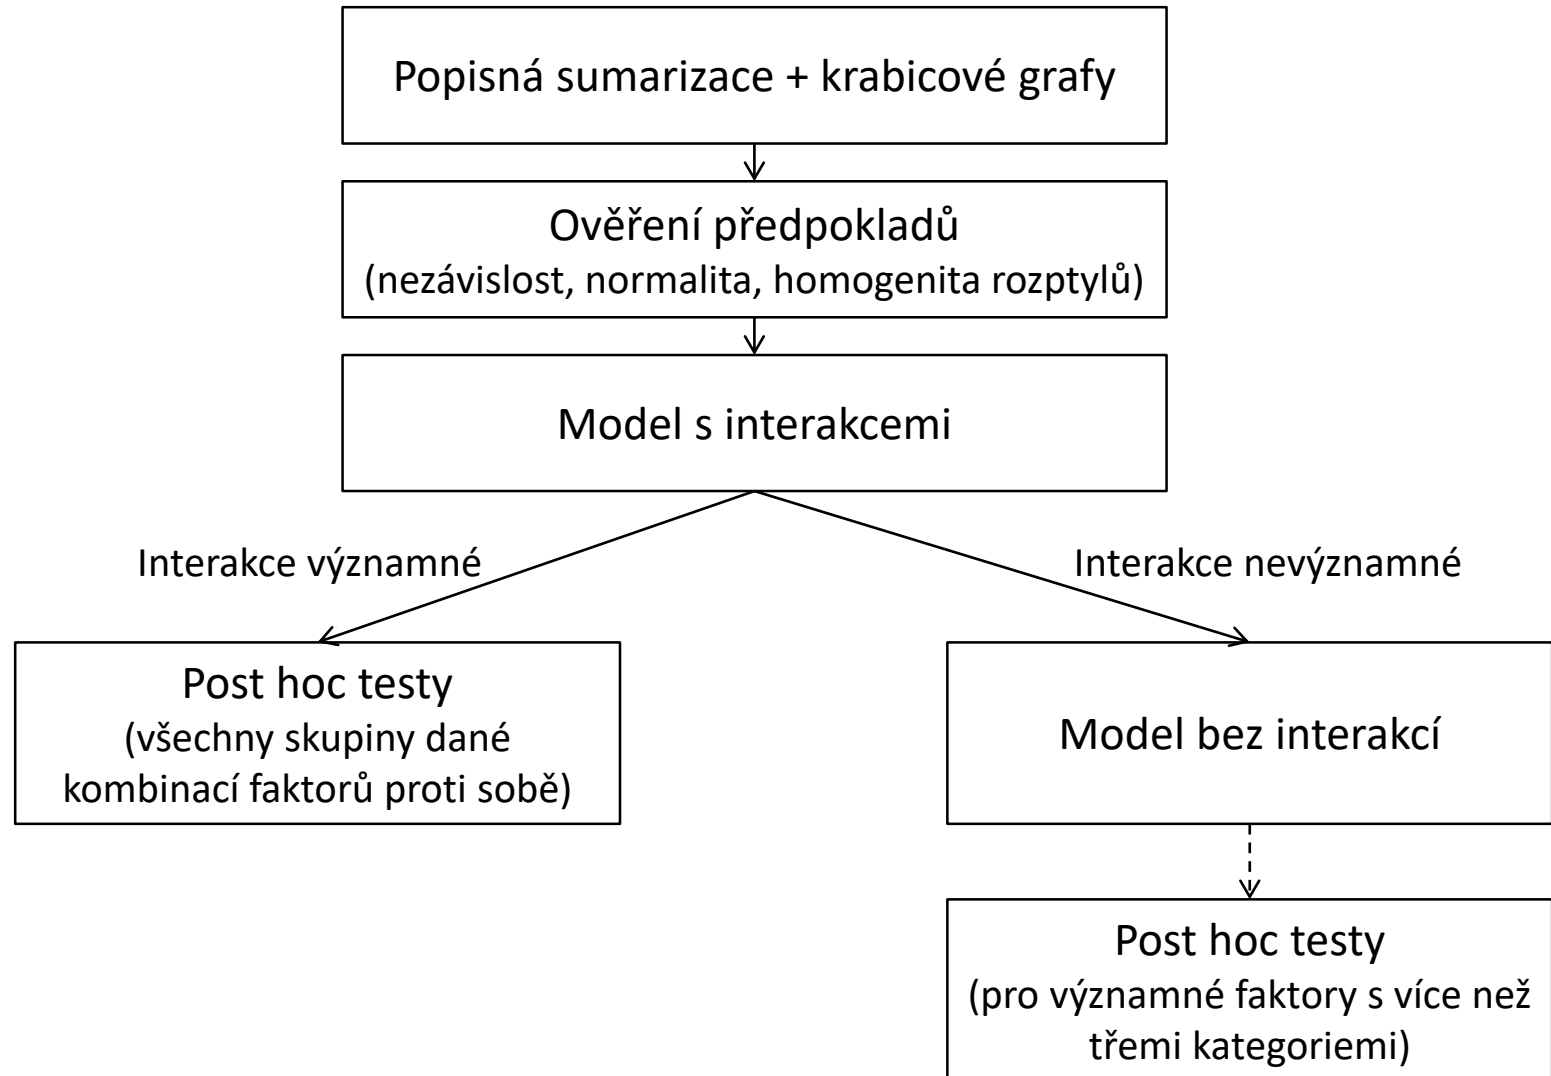 Popisná sumarizace + krabicové grafy
Ověření předpokladů
(nezávislost, normalita, homogenita rozptylů)
Model s interakcemi
Interakce významné
Interakce nevýznamné
Post hoc testy
(všechny skupiny dané
kombinací faktorů proti sobě)
Model bez interakcí
Post hoc testy
(pro významné faktory s více než
třemi kategoriemi)